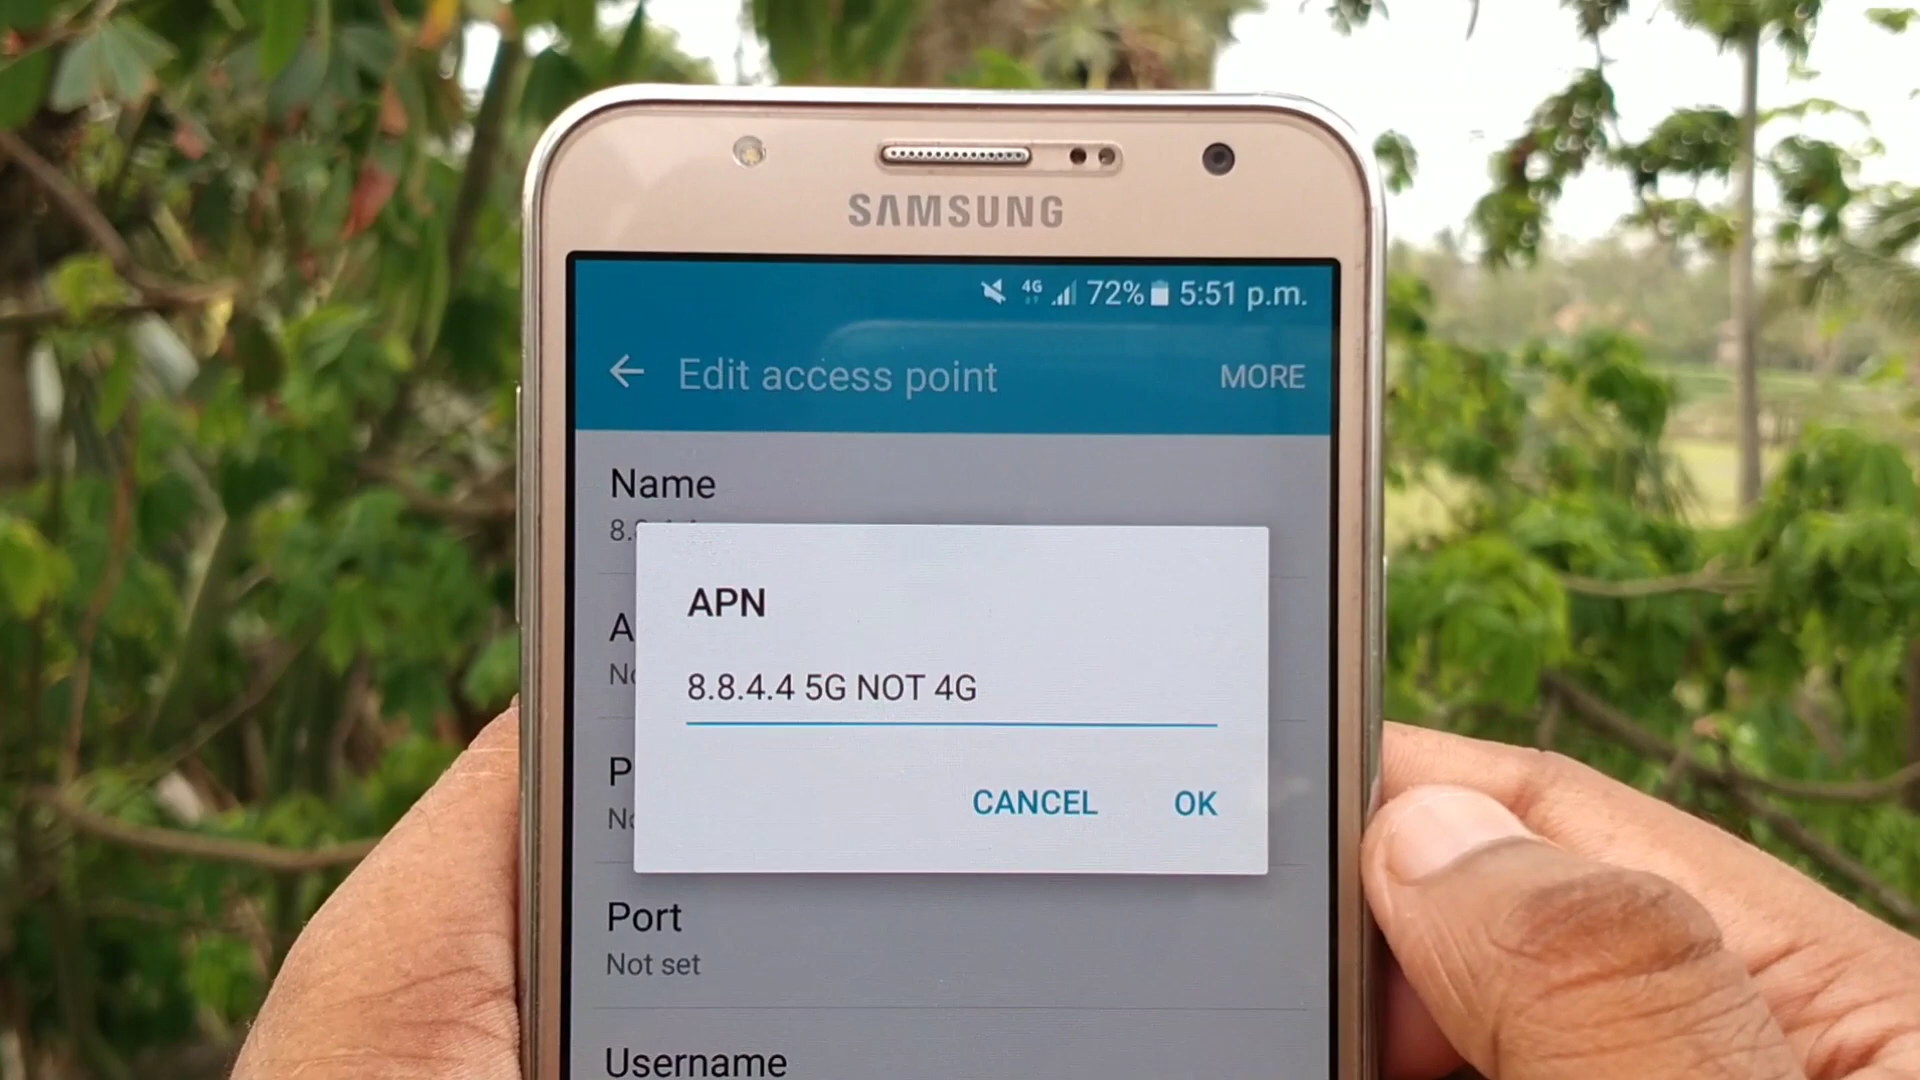 SAMSUNG
4G 72% 5:51 p.m.
Edit access point MORE
Name
APN
8.8.4.4 5G NOT 4G
CANCEL OK
Port
Not set
Username